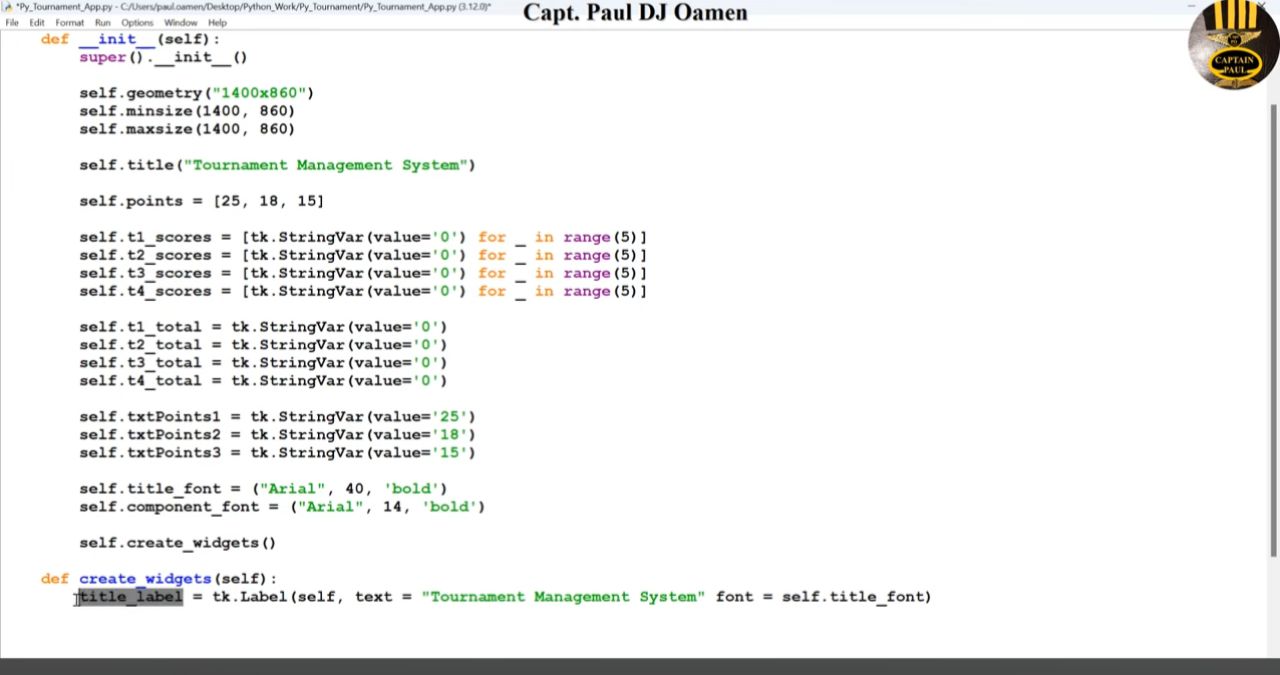 *Py_Tournament_App.py - C:/Users/paul.oamen/Desktop/Python_Work/Py_Tournament/Py_Tournament_App.py (3.12.0)*
Capt. Paul DJ Oamen
File Edit Format Run Options Window Help
CAPTAIN
PAUL
def __init__(self):
super().__init__()
self.geometry("1400x860")
self.minsize(1400, 860)
self.maxsize(1400, 860)
self.title("Tournament Management System")
self.points = [25, 18, 15]
self.t1_scores = [tk.StringVar(value='0') for _ in range(5)]
self.t2_scores = [tk.StringVar(value='0') for _ in range(5)]
self.t3_scores = [tk.StringVar(value='0') for _ in range(5)]
self.t4_scores = [tk.StringVar(value='0') for _ in range(5)]
self.t1_total = tk.StringVar(value='0')
self.t2_total = tk.StringVar(value='0')
self.t3_total = tk.StringVar(value='0')
self.t4_total = tk.StringVar(value='0')
self.txtPoints1 = tk.StringVar(value='25')
self.txtPoints2 = tk.StringVar(value='18')
self.txtPoints3 = tk.StringVar(value='15')
self.title_font = ("Arial", 40, 'bold')
self.component_font = ("Arial", 14, 'bold')
self.create_widgets()
def create_widgets(self):
title_label = tk.Label(self, text = "Tournament Management System" font = self.title_font)